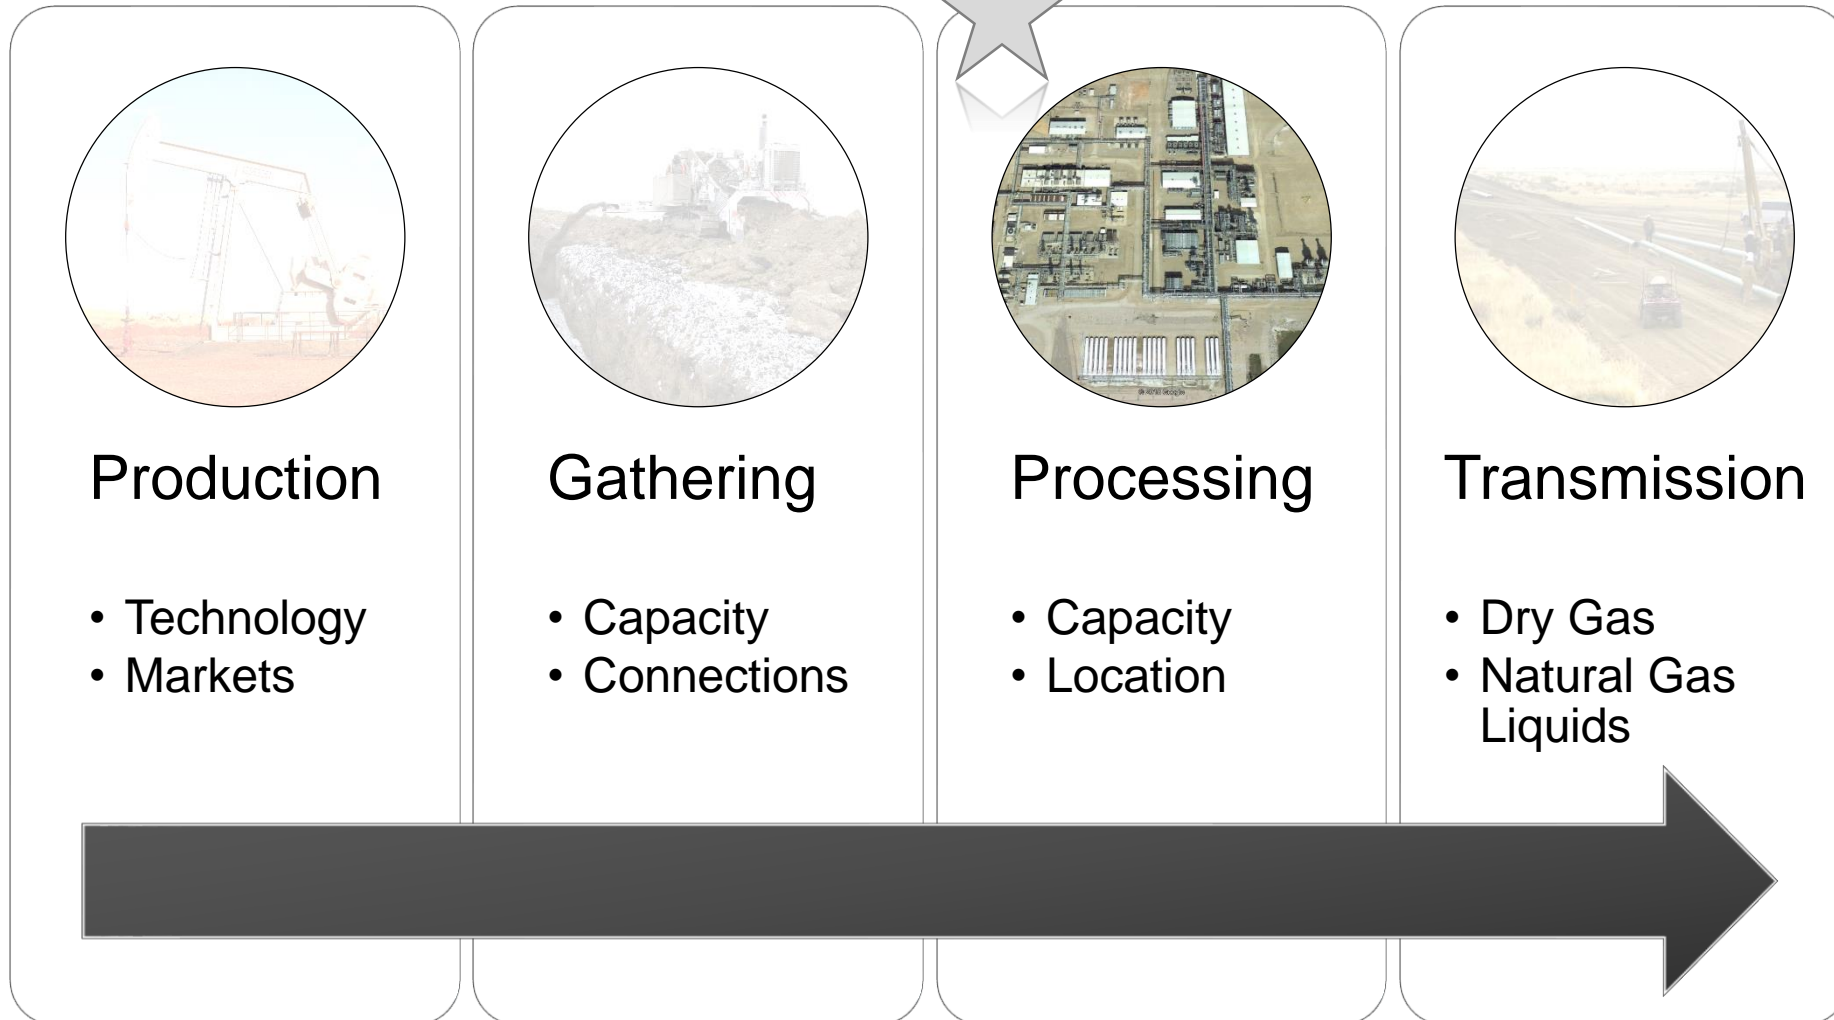 Production
• Technology
• Markets
Gathering
• Capacity
• Connections
Processing
• Capacity
• Location
Transmission
• Dry Gas
• Natural Gas
Liquids